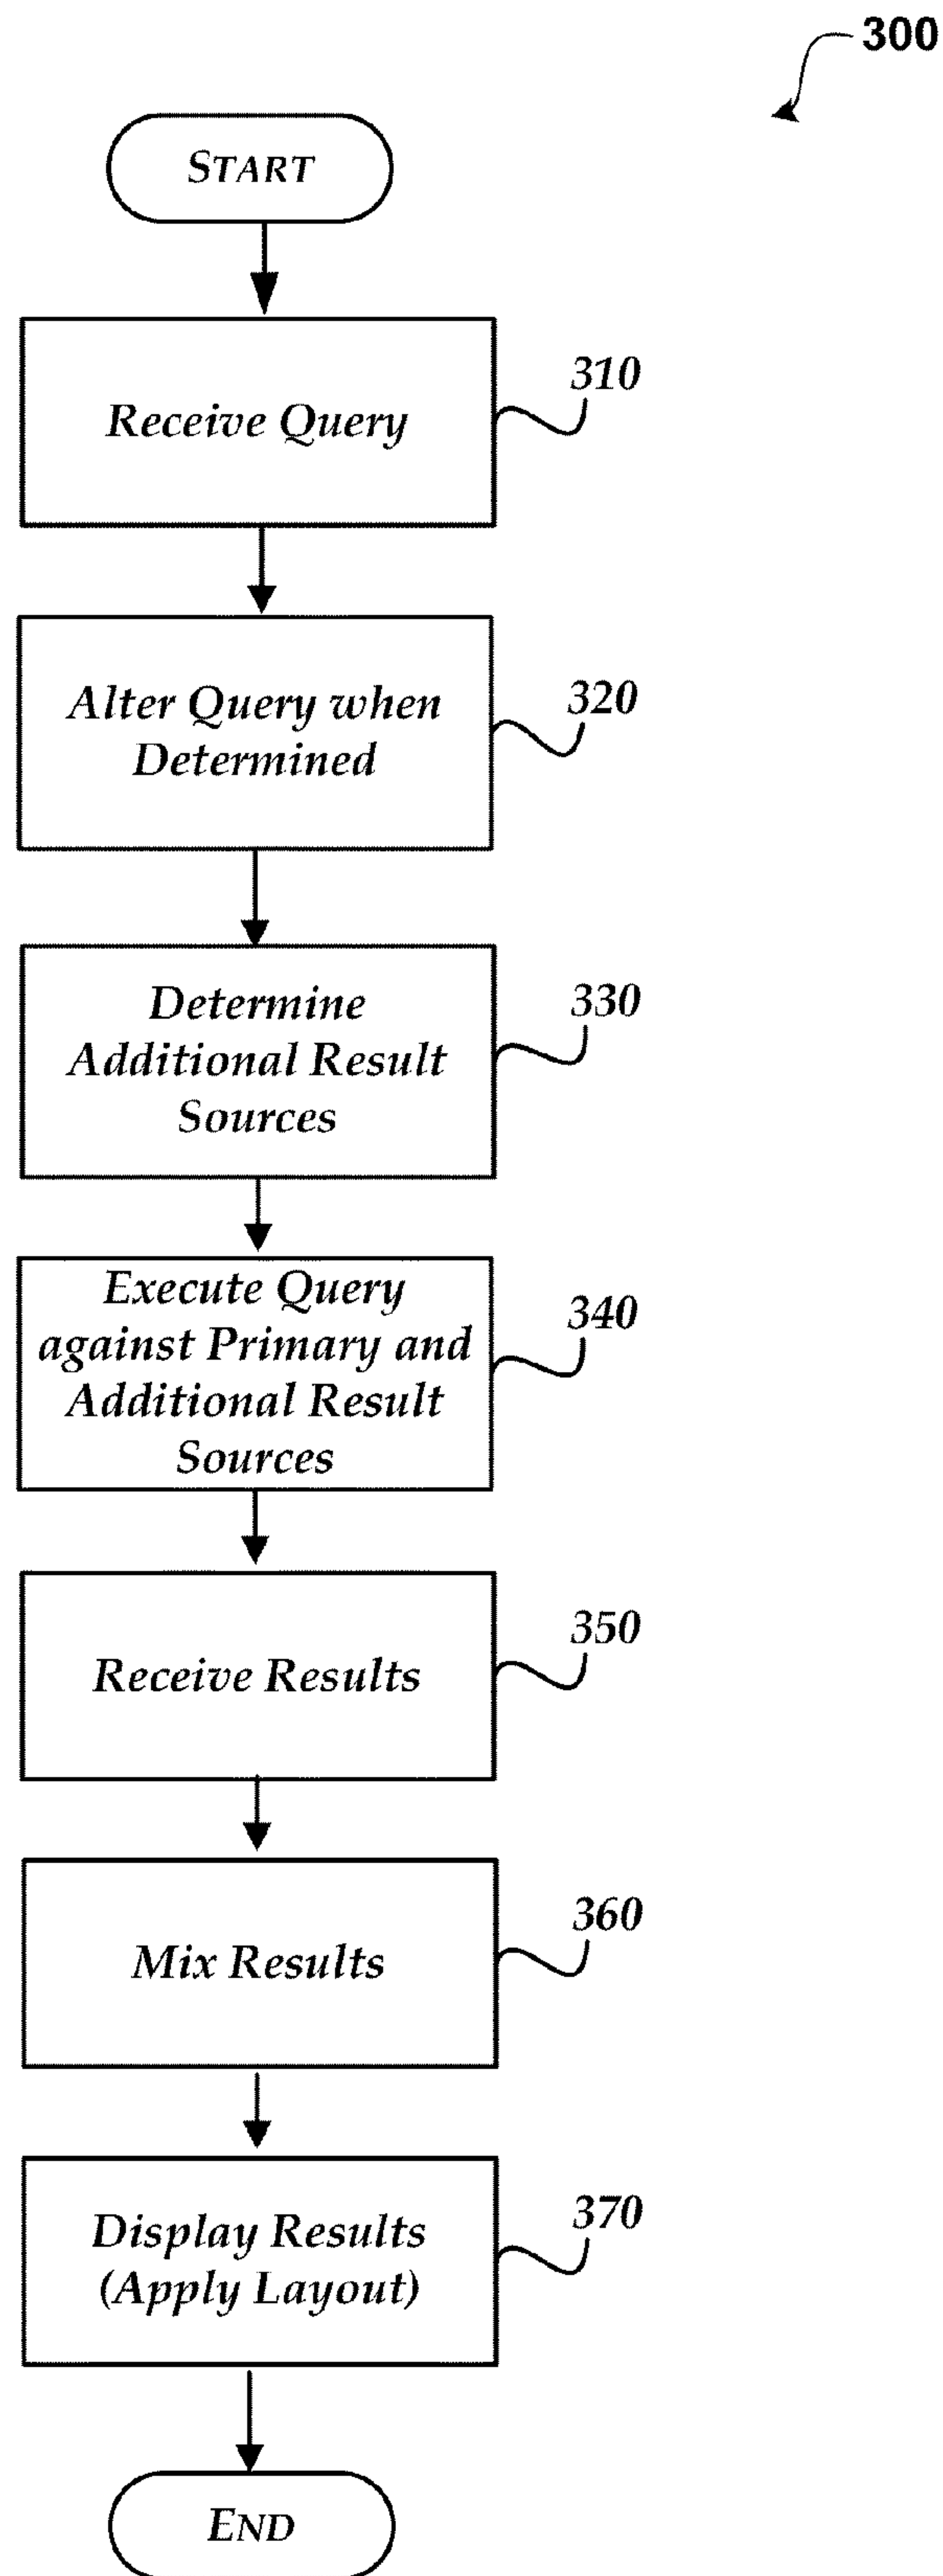 300
START
Receive Query
310
Alter Query when
Determined
320
Determine
Additional Result
Sources
330
Execute Query
against Primary and
Additional Result
Sources
340
Receive Results
350
Mix Results
360
Display Results
(Apply Layout)
370
END